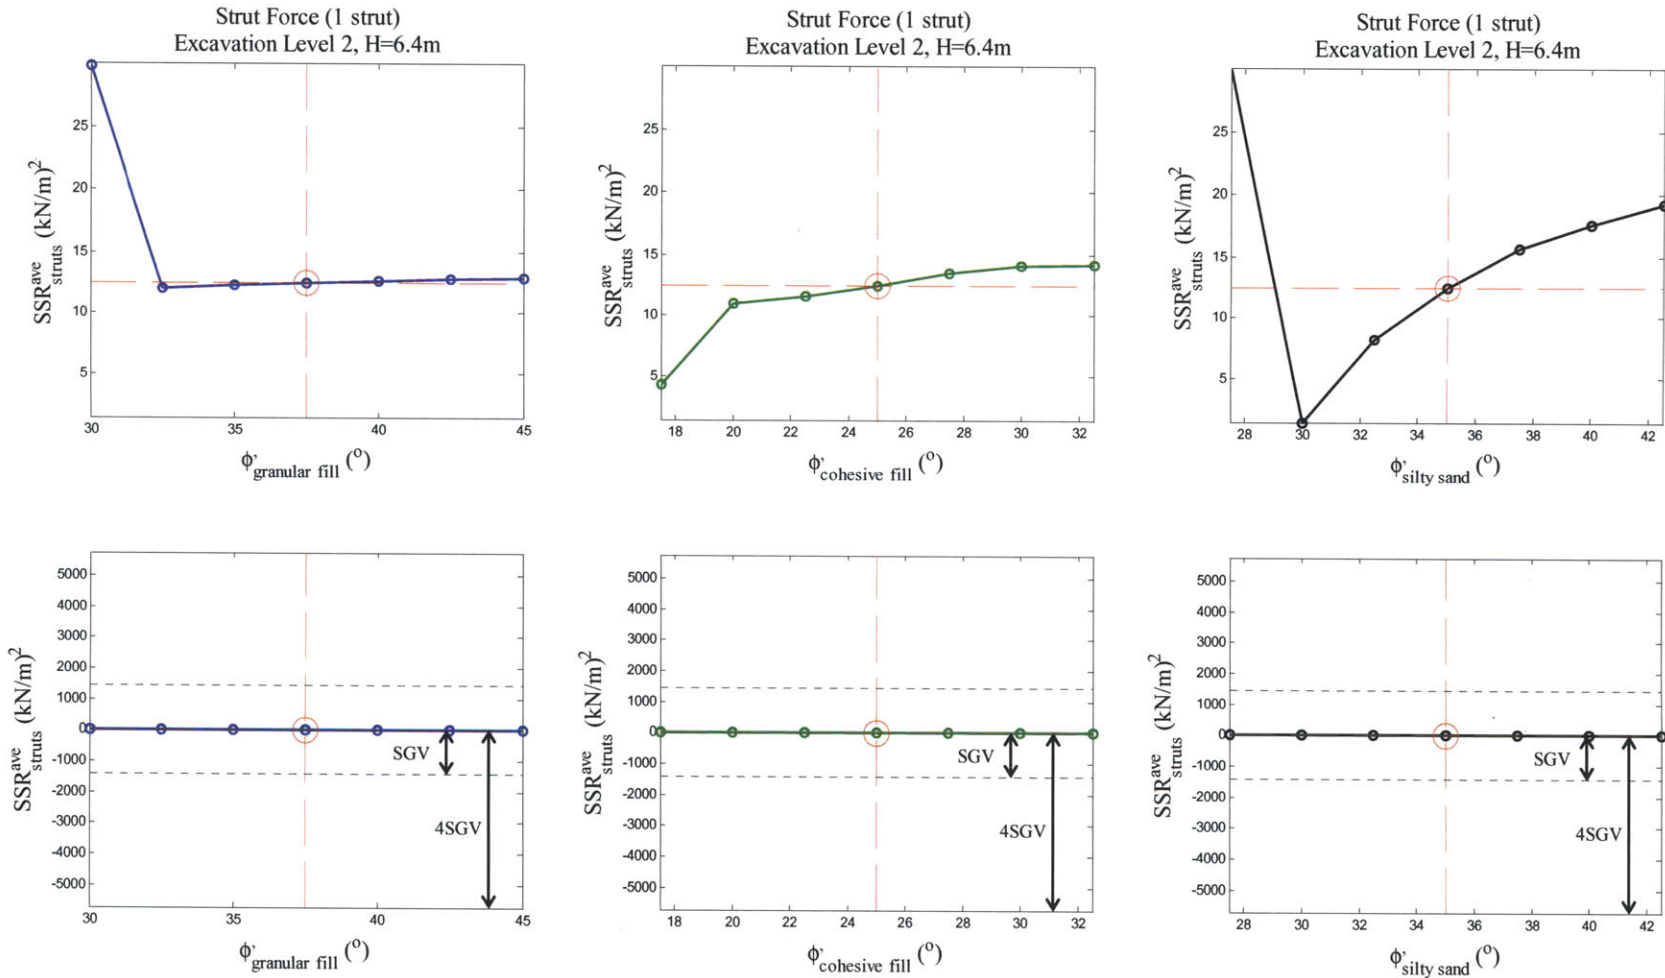 Strut Force (1 strut)
Excavation Level 2, H=6.4m
25
20
15
10
5
30 35 40 45
SSR^ave_struts (kN/m)^2
ϕ'granular fill (o)
Strut Force (1 strut)
Excavation Level 2, H=6.4m
25
20
15
10
5
18 20 22 24 26 28 30 32
SSR^ave_struts (kN/m)^2
ϕ'cohesive fill (o)
Strut Force (1 strut)
Excavation Level 2, H=6.4m
25
20
15
10
5
28 30 32 34 36 38 40 42
SSR^ave_struts (kN/m)^2
ϕ'silty sand (o)
5000
4000
3000
2000
1000
0
-1000
-2000
-3000
-4000
-5000
30 35 40 45
SSR^ave_struts (kN/m)^2
SGV
4SGV
ϕ'granular fill (o)
5000
4000
3000
2000
1000
0
-1000
-2000
-3000
-4000
-5000
18 20 22 24 26 28 30 32
SSR^ave_struts (kN/m)^2
SGV
4SGV
ϕ'cohesive fill (o)
5000
4000
3000
2000
1000
0
-1000
-2000
-3000
-4000
-5000
28 30 32 34 36 38 40 42
SSR^ave_struts (kN/m)^2
SGV
4SGV
ϕ'silty sand (o)